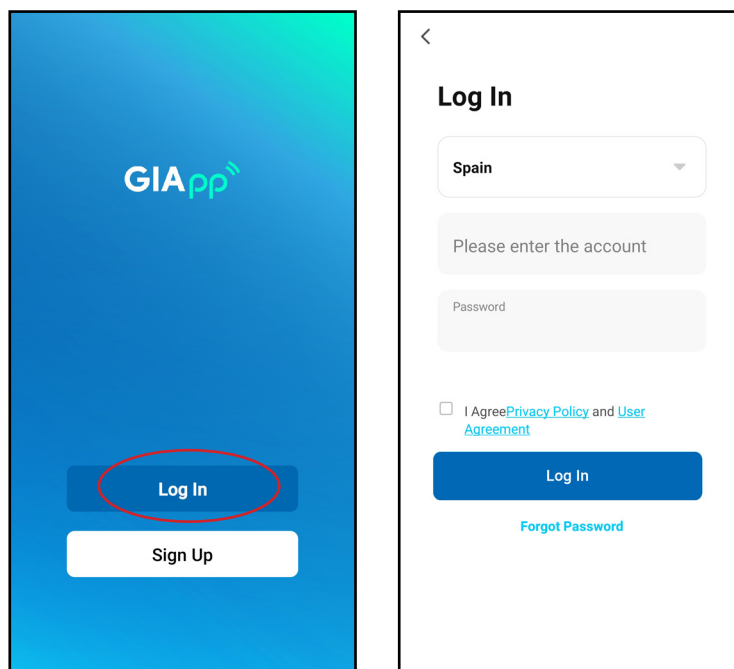 GIApp
Log In
Sign Up
Log In
Spain
Please enter the account
Password
I AgreePrivacy Policy and User
Agreement
Log In
Forgot Password